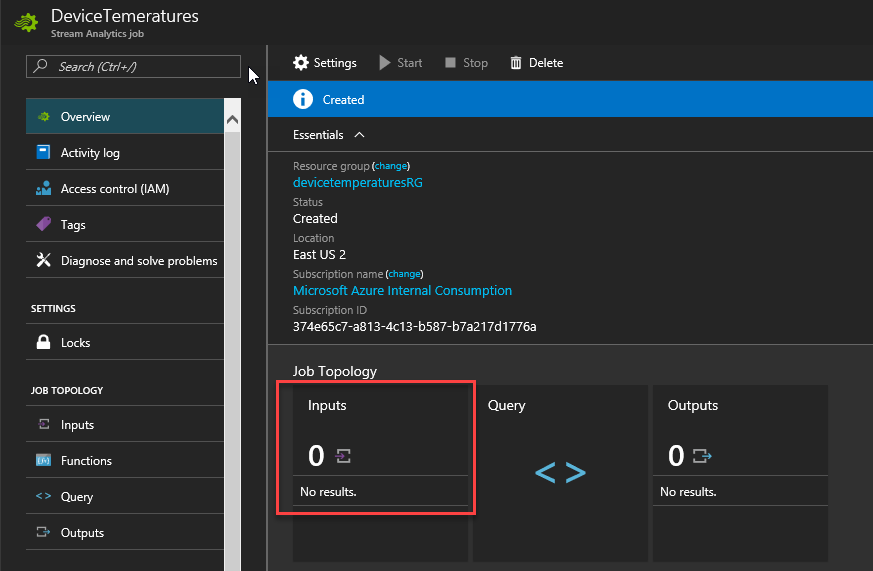 DeviceTemeratures
Stream Analytics job
Search (Ctrl+/)
Overview
Activity log
Access control (IAM)
Tags
Diagnose and solve problems
SETTINGS
Locks
JOB TOPOLOGY
Inputs
Functions
Query
Outputs
Settings
Start
Stop
Delete
Created
Essentials
Resource group (change)
devicetemperaturesRG
Status
Created
Location
East US 2
Subscription name (change)
Microsoft Azure Internal Consumption
Subscription ID
374e65c7-a813-4c13-b587-b7a217d1776a
Job Topology
Inputs
0
No results.
Query
< >
Outputs
0
No results.